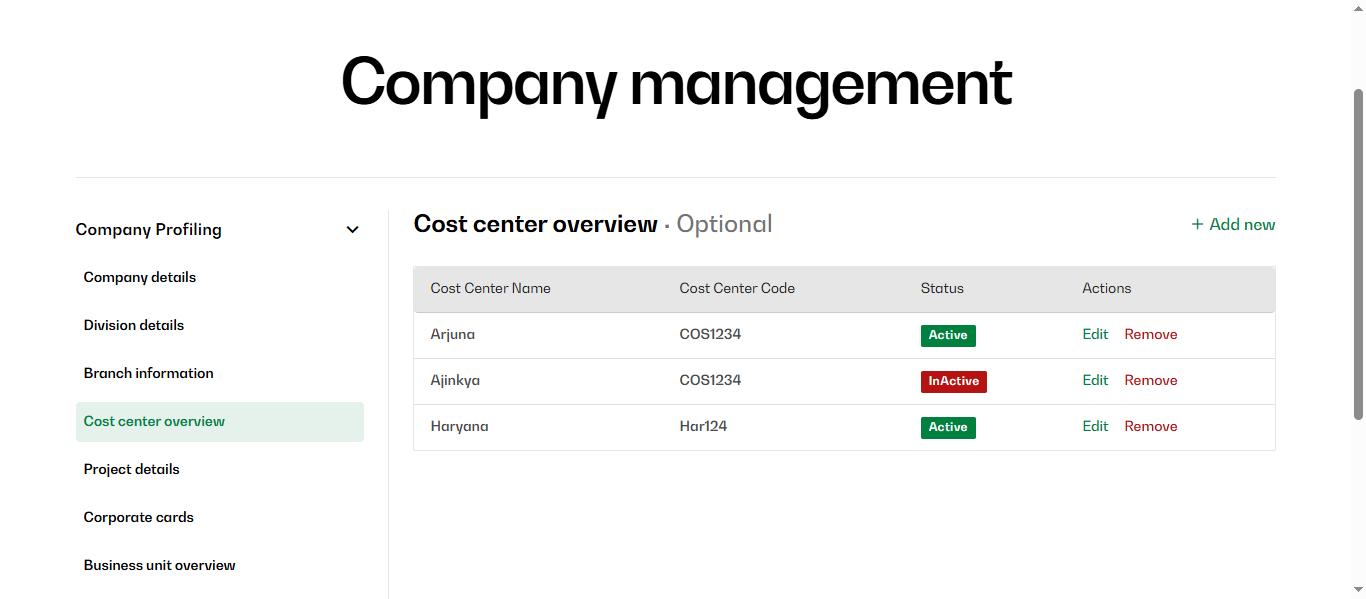 Company management
Company Profiling
Company details
Division details
Branch information
Cost center overview
Project details
Corporate cards
Business unit overview
Cost center overview · Optional
+ Add new
Cost Center Name Cost Center Code Status Actions
Arjuna COS1234 Active Edit Remove
Ajinkya COS1234 InActive Edit Remove
Haryana Har124 Active Edit Remove